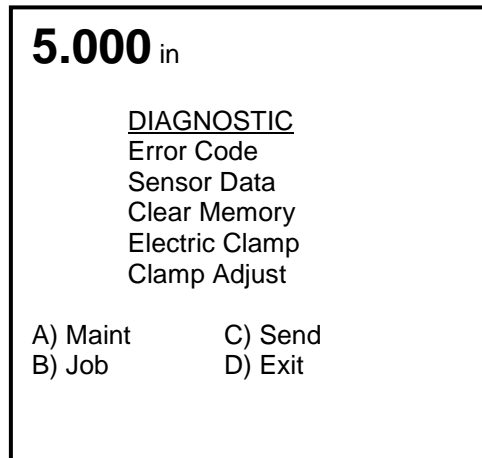 5.000 in
DIAGNOSTIC
Error Code
Sensor Data
Clear Memory
Electric Clamp
Clamp Adjust
A) Maint C) Send
B) Job D) Exit